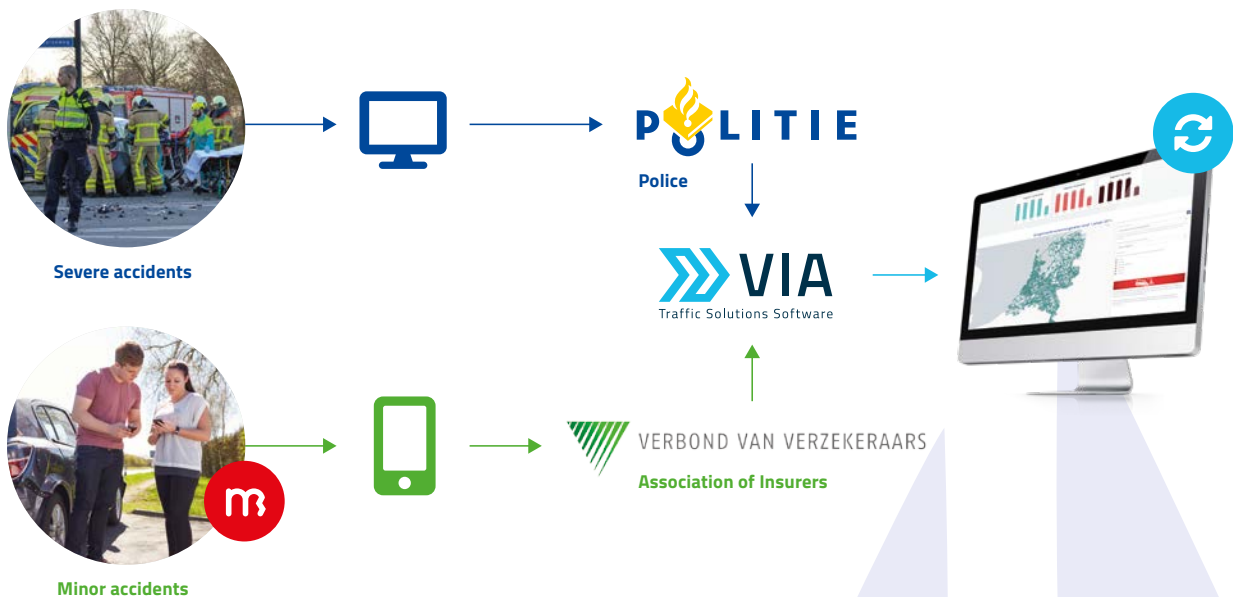 Severe accidents
POLITIE
Police
VIA
Traffic Solutions Software
m
VERBOND VAN VERZEKERAARS
Association of Insurers
Minor accidents